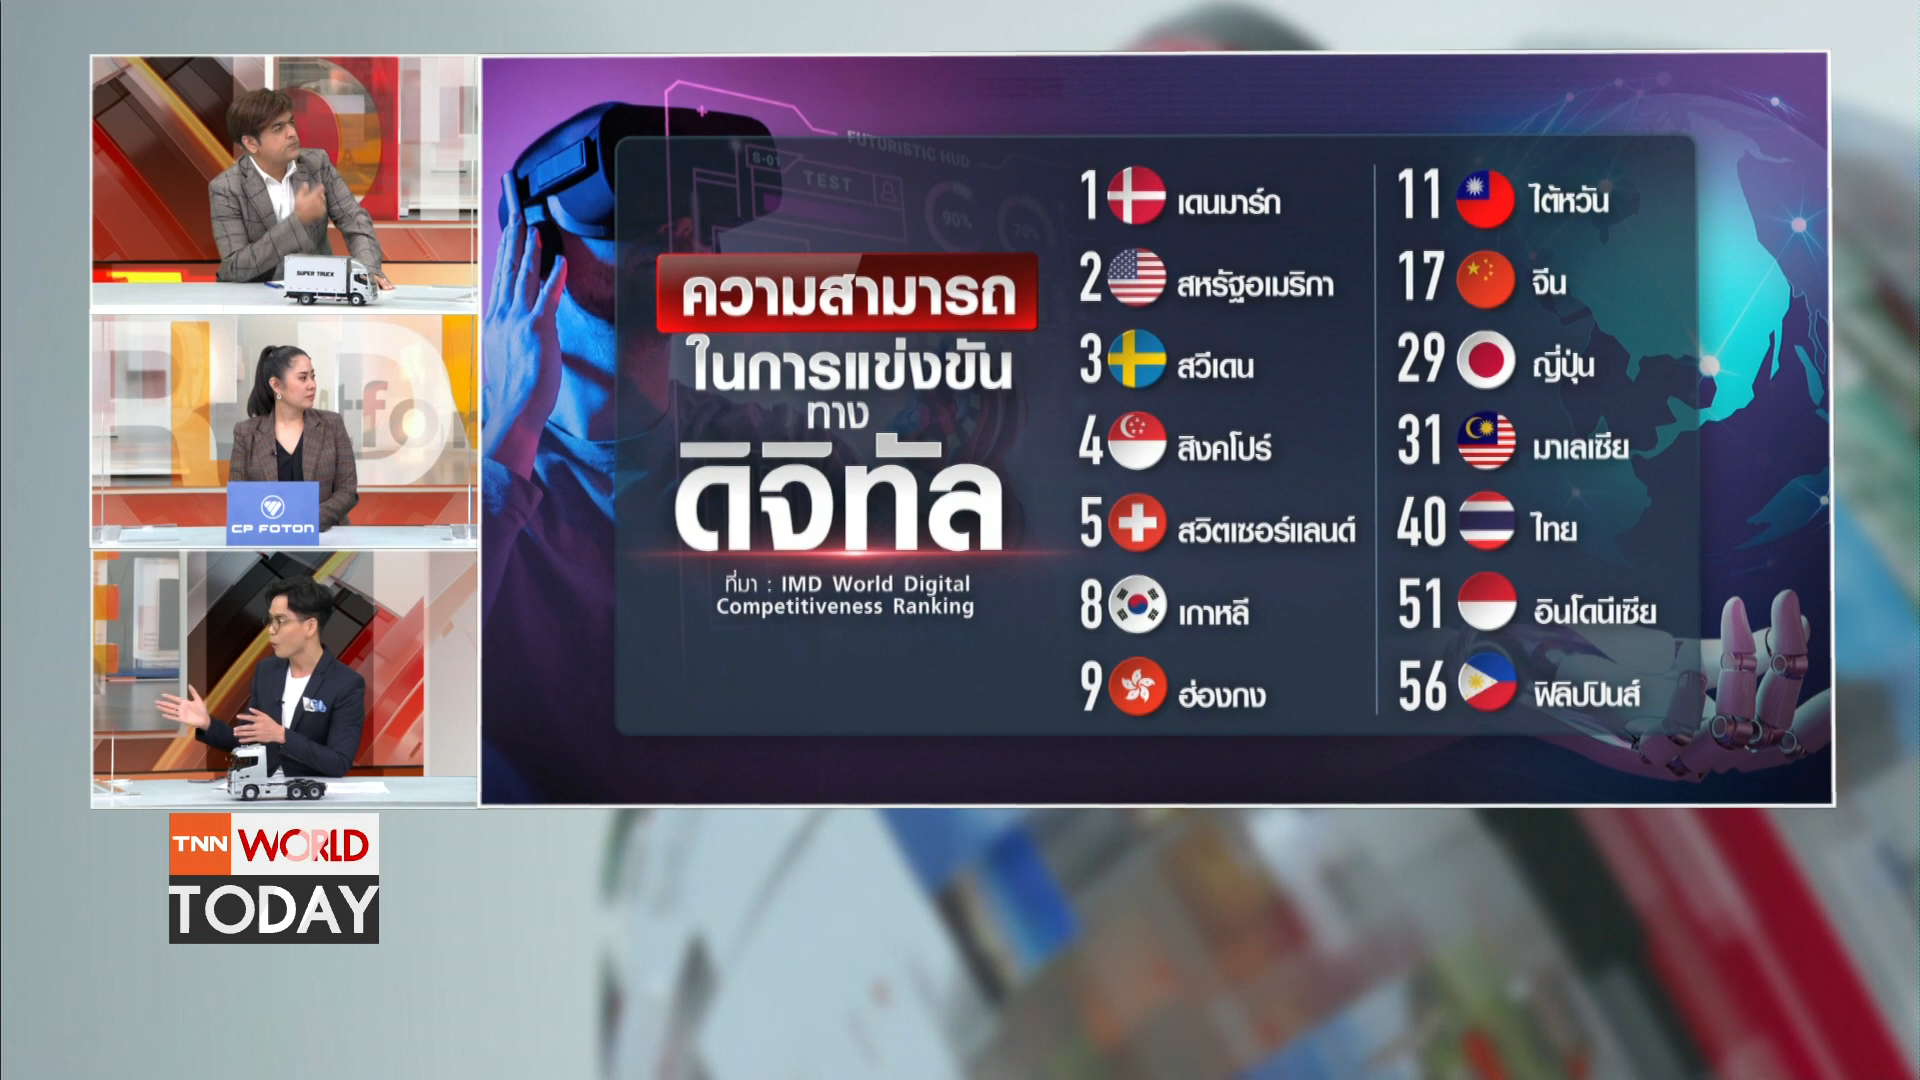 FUTURISTIC HUD
S-01
TEST
90%
70%
ความสามารถ
ในการแข่งขัน
ทาง
ดิจิทัล
ที่มา : IMD World Digital
Competitiveness Ranking
1 เดนมาร์ก
2 สหรัฐอเมริกา
3 สวีเดน
4 สิงคโปร์
5 สวิตเซอร์แลนด์
8 เกาหลี
9 ฮ่องกง
11 ไต้หวัน
17 จีน
29 ญี่ปุ่น
31 มาเลเซีย
40 ไทย
51 อินโดนีเซีย
56 ฟิลิปปินส์
SUPER TRUCK
CP FOTON
TNN WORLD
TODAY